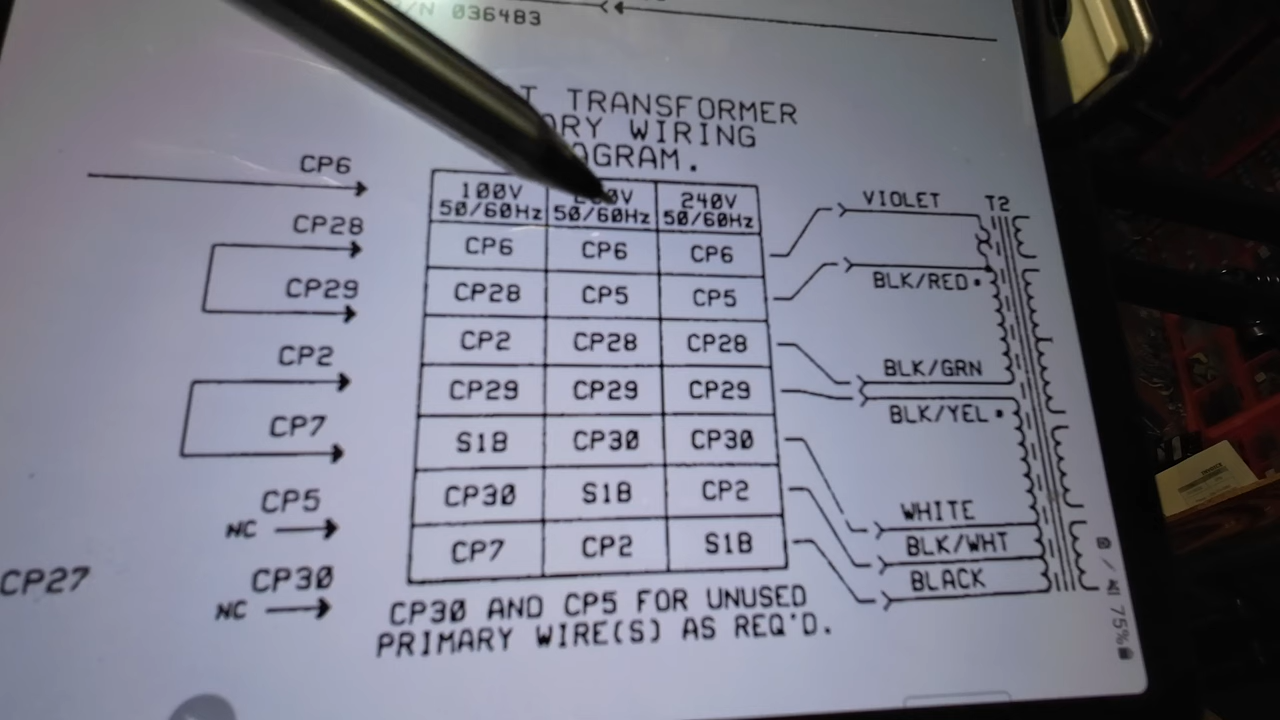 N 036483
TRANSFORMER
WIRING
CP6
CP28
CP29
CP2
CP7
CP5
NC
CP27
CP30
NC
100V 240V
50/60Hz 50/60Hz 50/60Hz
CP6 CP6 CP6
CP28 CP5 CP5
CP2 CP28 CP28
CP29 CP29 CP29
S1B CP30 CP30
CP30 S1B CP2
CP7 CP2 S1B
CP30 AND CP5 FOR UNUSED
PRIMARY WIRE(S) AS REQ'D.
VIOLET T2
BLK/RED
BLK/GRN
BLK/YEL
WHITE
BLK/WHT
BLACK
75%